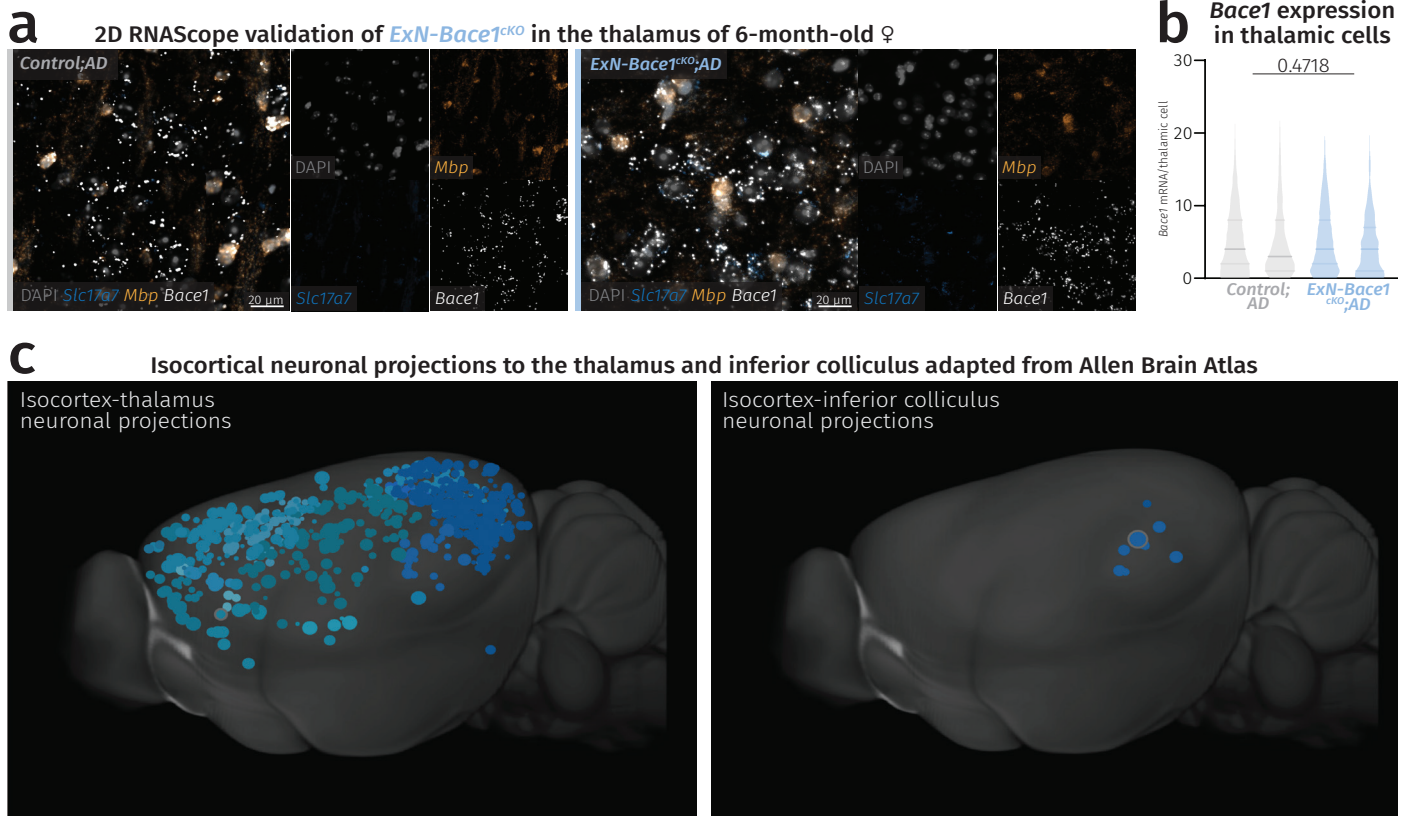 a
2D RNAScope validation of ExN-Bace1cKO in the thalamus of 6-month-old ♀
Control;AD
DAPI
Mbp
DAPI Slc17a7 Mbp Bace1
20 µm
Slc17a7
Bace1
ExN-Bace1cKO;AD
DAPI
Mbp
DAPI Slc17a7 Mbp Bace1
20 µm
Slc17a7
Bace1
b
Bace1 expression
in thalamic cells
Bace1 mRNA/thalamic cell
30
20
10
0
0.4718
Control;
AD
ExN-Bace1
cKO;AD
c
Isocortical neuronal projections to the thalamus and inferior colliculus adapted from Allen Brain Atlas
Isocortex-thalamus
neuronal projections
Isocortex-inferior colliculus
neuronal projections